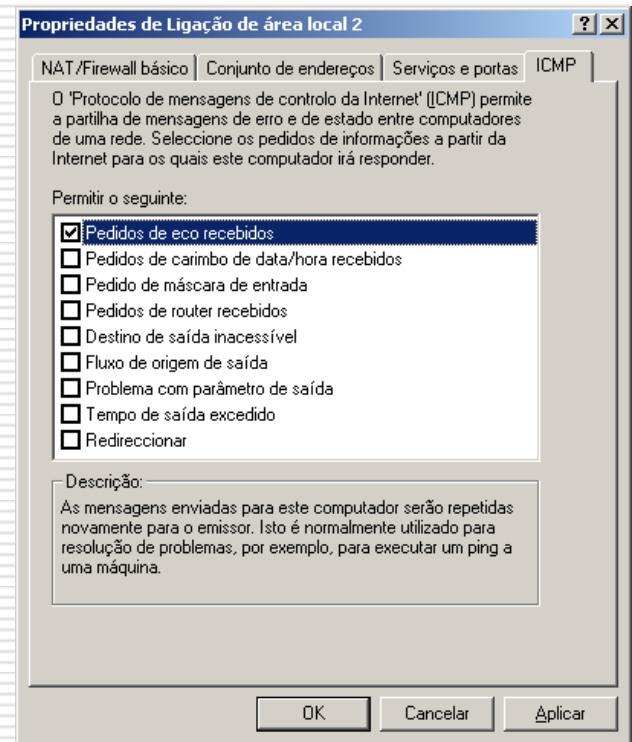 Propriedades de Ligação de área local 2
NAT/Firewall básico Conjunto de endereços Serviços e portas ICMP
O 'Protocolo de mensagens de controlo da Internet' (ICMP) permite
a partilha de mensagens de erro e de estado entre computadores
de uma rede. Seleccione os pedidos de informações a partir da
Internet para os quais este computador irá responder.
Permitir o seguinte:
Pedidos de eco recebidos
Pedidos de carimbo de data/hora recebidos
Pedido de máscara de entrada
Pedidos de router recebidos
Destino de saída inacessível
Fluxo de origem de saída
Problema com parâmetro de saída
Tempo de saída excedido
Redireccionar
Descrição:
As mensagens enviadas para este computador serão repetidas
novamente para o emissor. Isto é normalmente utilizado para
resolução de problemas, por exemplo, para executar um ping a
uma máquina.
OK Cancelar Aplicar